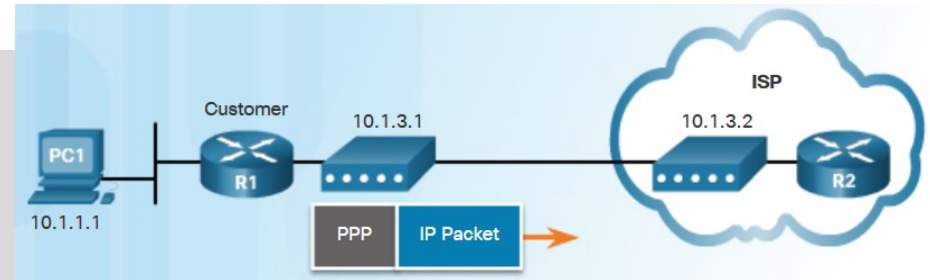 ISP
Customer
10.1.3.1
10.1.3.2
PC1
R1
R2
10.1.1.1
PPP
IP Packet